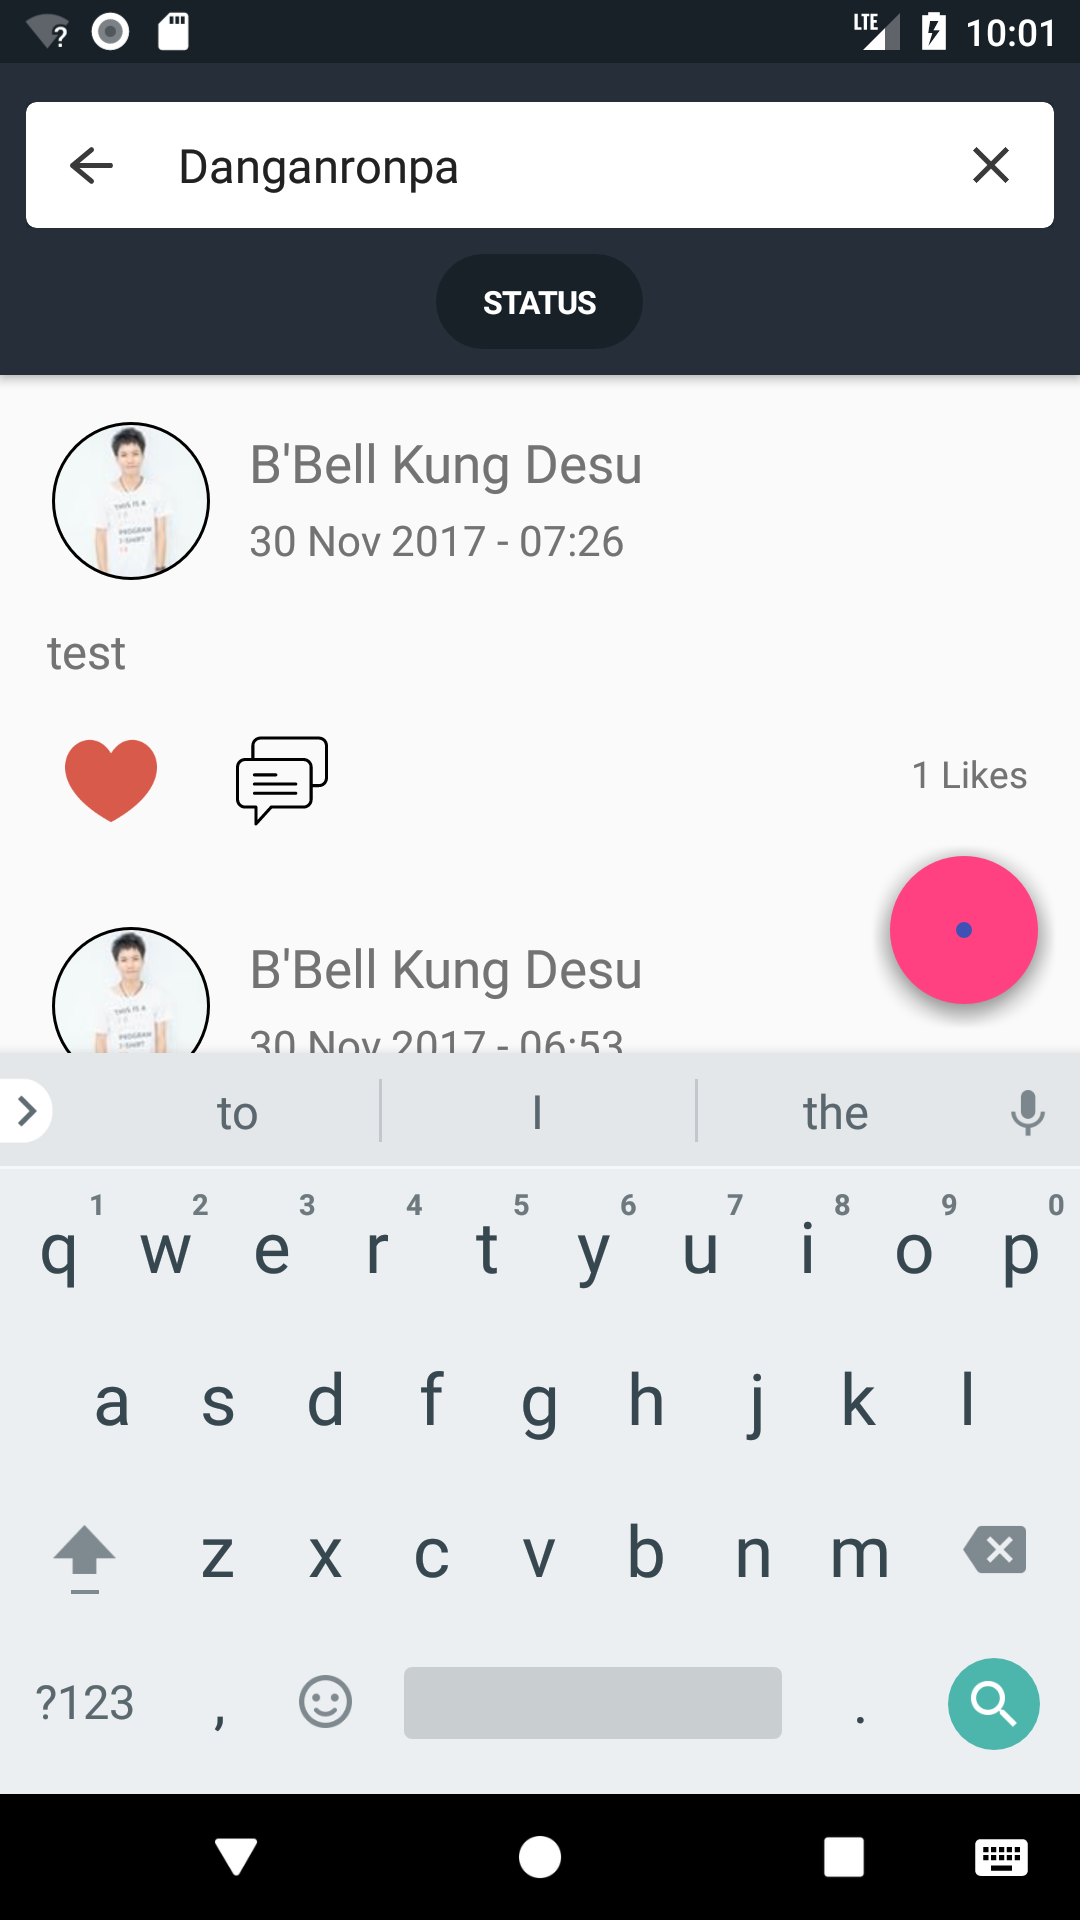 ? LTE 10:01
Danganronpa
STATUS
B'Bell Kung Desu
30 Nov 2017 - 07:26
test
1 Likes
B'Bell Kung Desu
30 Nov 2017 - 06:53
to I the
1 2 3 4 5 6 7 8 9 0
q w e r t y u i o p
a s d f g h j k l
z x c v b n m
?123 , .